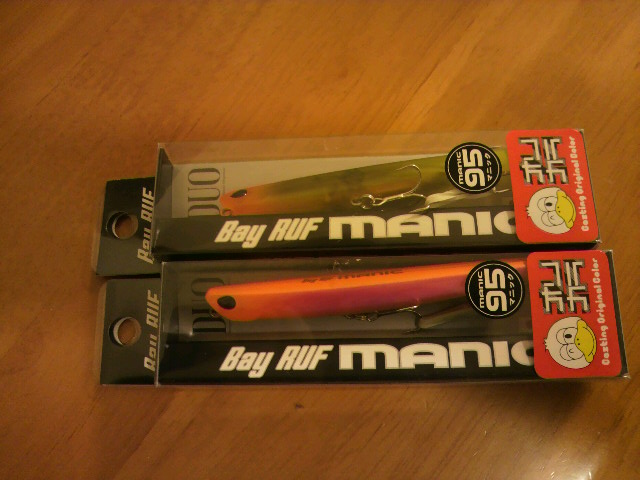 DUO
MANIC
95
マニック
Bay RUF
Bay RUF MANIC
Casting Original Color
DUO
MANIC
95
マニック
Bay RUF
Bay RUF MANIC
Casting Original Color